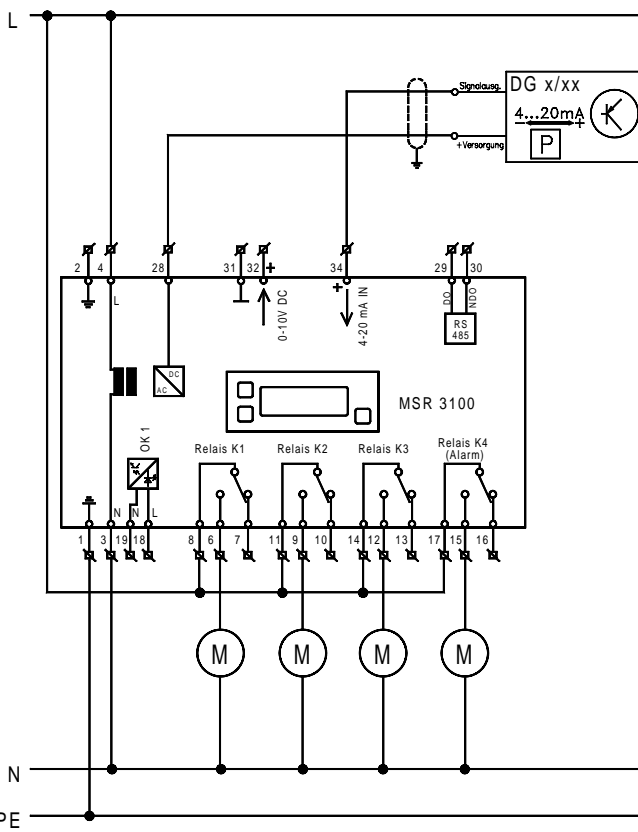 L
Signalausg. DG x/xx
4...20mA
- +
+Versorgung P
2 4 28 31 32 + 34 29 30
L + DO NDO
0-10V DC 4-20 mA IN
RS
485
DC
AC
MSR 3100
OK 1
Relais K1 Relais K2 Relais K3 Relais K4
(Alarm)
N N L
1 3 19 18 8 6 7 11 9 10 14 12 13 17 15 16
M M M M
N
PE